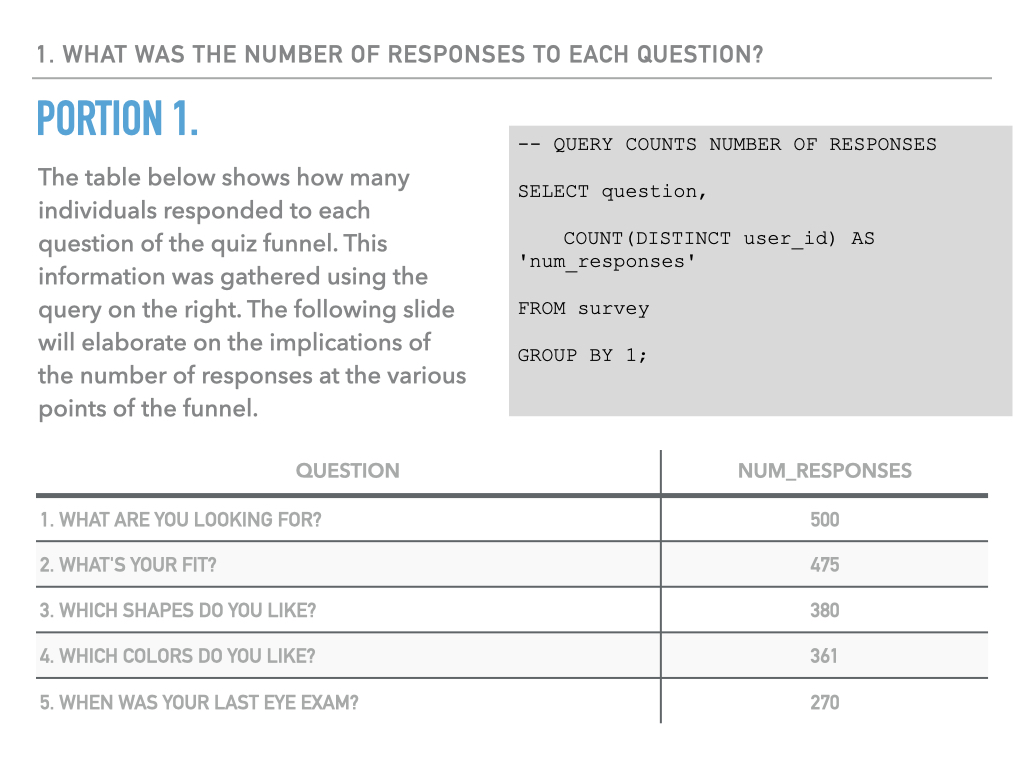 1. WHAT WAS THE NUMBER OF RESPONSES TO EACH QUESTION?
PORTION 1.
The table below shows how many
individuals responded to each
question of the quiz funnel. This
information was gathered using the
query on the right. The following slide
will elaborate on the implications of
the number of responses at the various
points of the funnel.
-- QUERY COUNTS NUMBER OF RESPONSES
SELECT question,
COUNT(DISTINCT user_id) AS
'num_responses'
FROM survey
GROUP BY 1;
QUESTION NUM_RESPONSES
1. WHAT ARE YOU LOOKING FOR? 500
2. WHAT'S YOUR FIT? 475
3. WHICH SHAPES DO YOU LIKE? 380
4. WHICH COLORS DO YOU LIKE? 361
5. WHEN WAS YOUR LAST EYE EXAM? 270